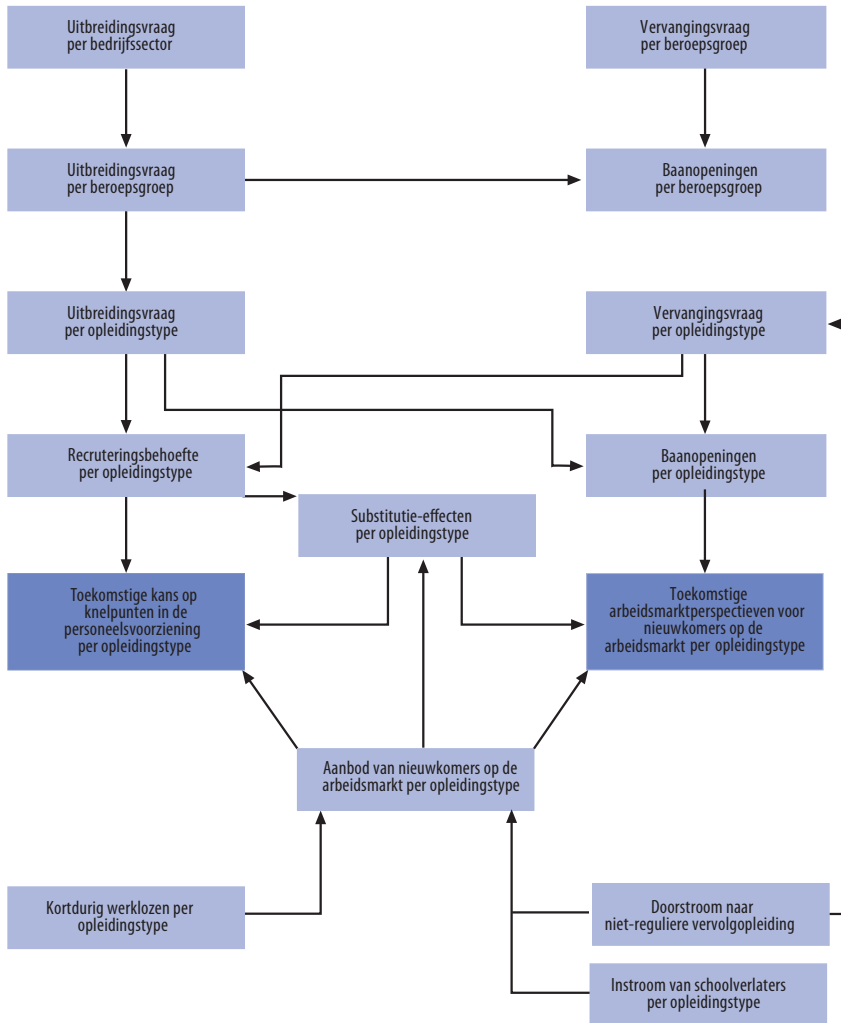 Uitbreidingsvraag
per bedrijfssector
Vervangingsvraag
per beroepsgroep
Uitbreidingsvraag
per beroepsgroep
Baanopeningen
per beroepsgroep
Uitbreidingsvraag
per opleidingstype
Vervangingsvraag
per opleidingstype
Recruteringsbehoefte
per opleidingstype
Baanopeningen
per opleidingstype
Substitutie-effecten
per opleidingstype
Toekomstige kans op
knelpunten in de
personeelsvoorziening
per opleidingstype
Toekomstige
arbeidsmarktperspectieven voor
nieuwkomers op de
arbeidsmarkt per opleidingstype
Aanbod van nieuwkomers op de
arbeidsmarkt per opleidingstype
Kortdurig werklozen per
opleidingstype
Doorstroom naar
niet-reguliere vervolgopleiding
Instroom van schoolverlaters
per opleidingstype